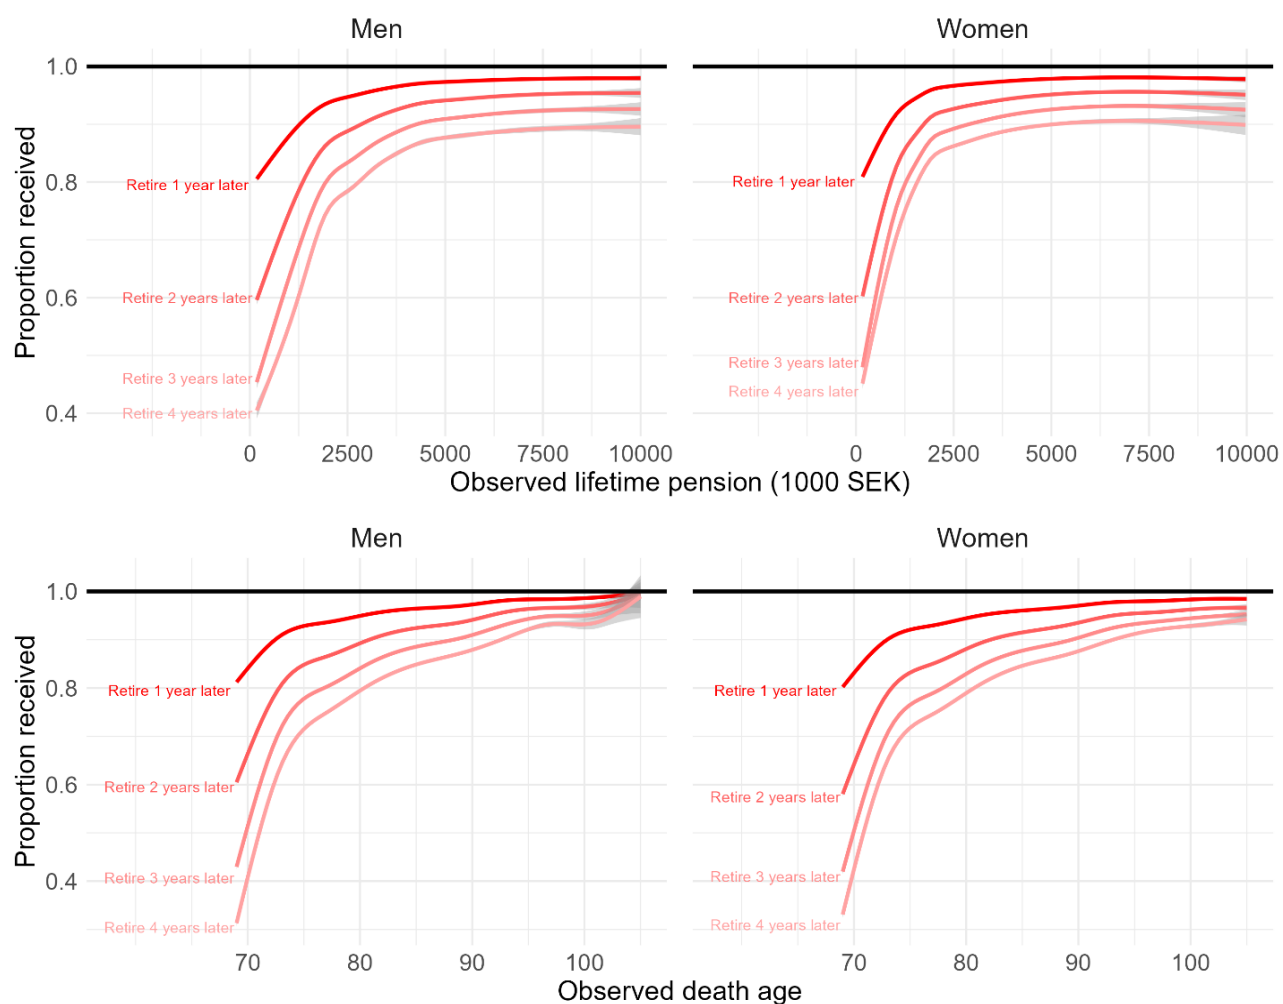 Men Women
1.0
0.8
0.6
0.4
Proportion received
Retire 1 year later
Retire 2 years later
Retire 3 years later
Retire 4 years later
Retire 1 year later
Retire 2 years later
Retire 3 years later
Retire 4 years later
0 2500 5000 7500 10000 0 2500 5000 7500 10000
Observed lifetime pension (1000 SEK)
Men Women
1.0
0.8
0.6
0.4
Proportion received
Retire 1 year later
Retire 2 years later
Retire 3 years later
Retire 4 years later
Retire 1 year later
Retire 2 years later
Retire 3 years later
Retire 4 years later
70 80 90 100 70 80 90 100
Observed death age